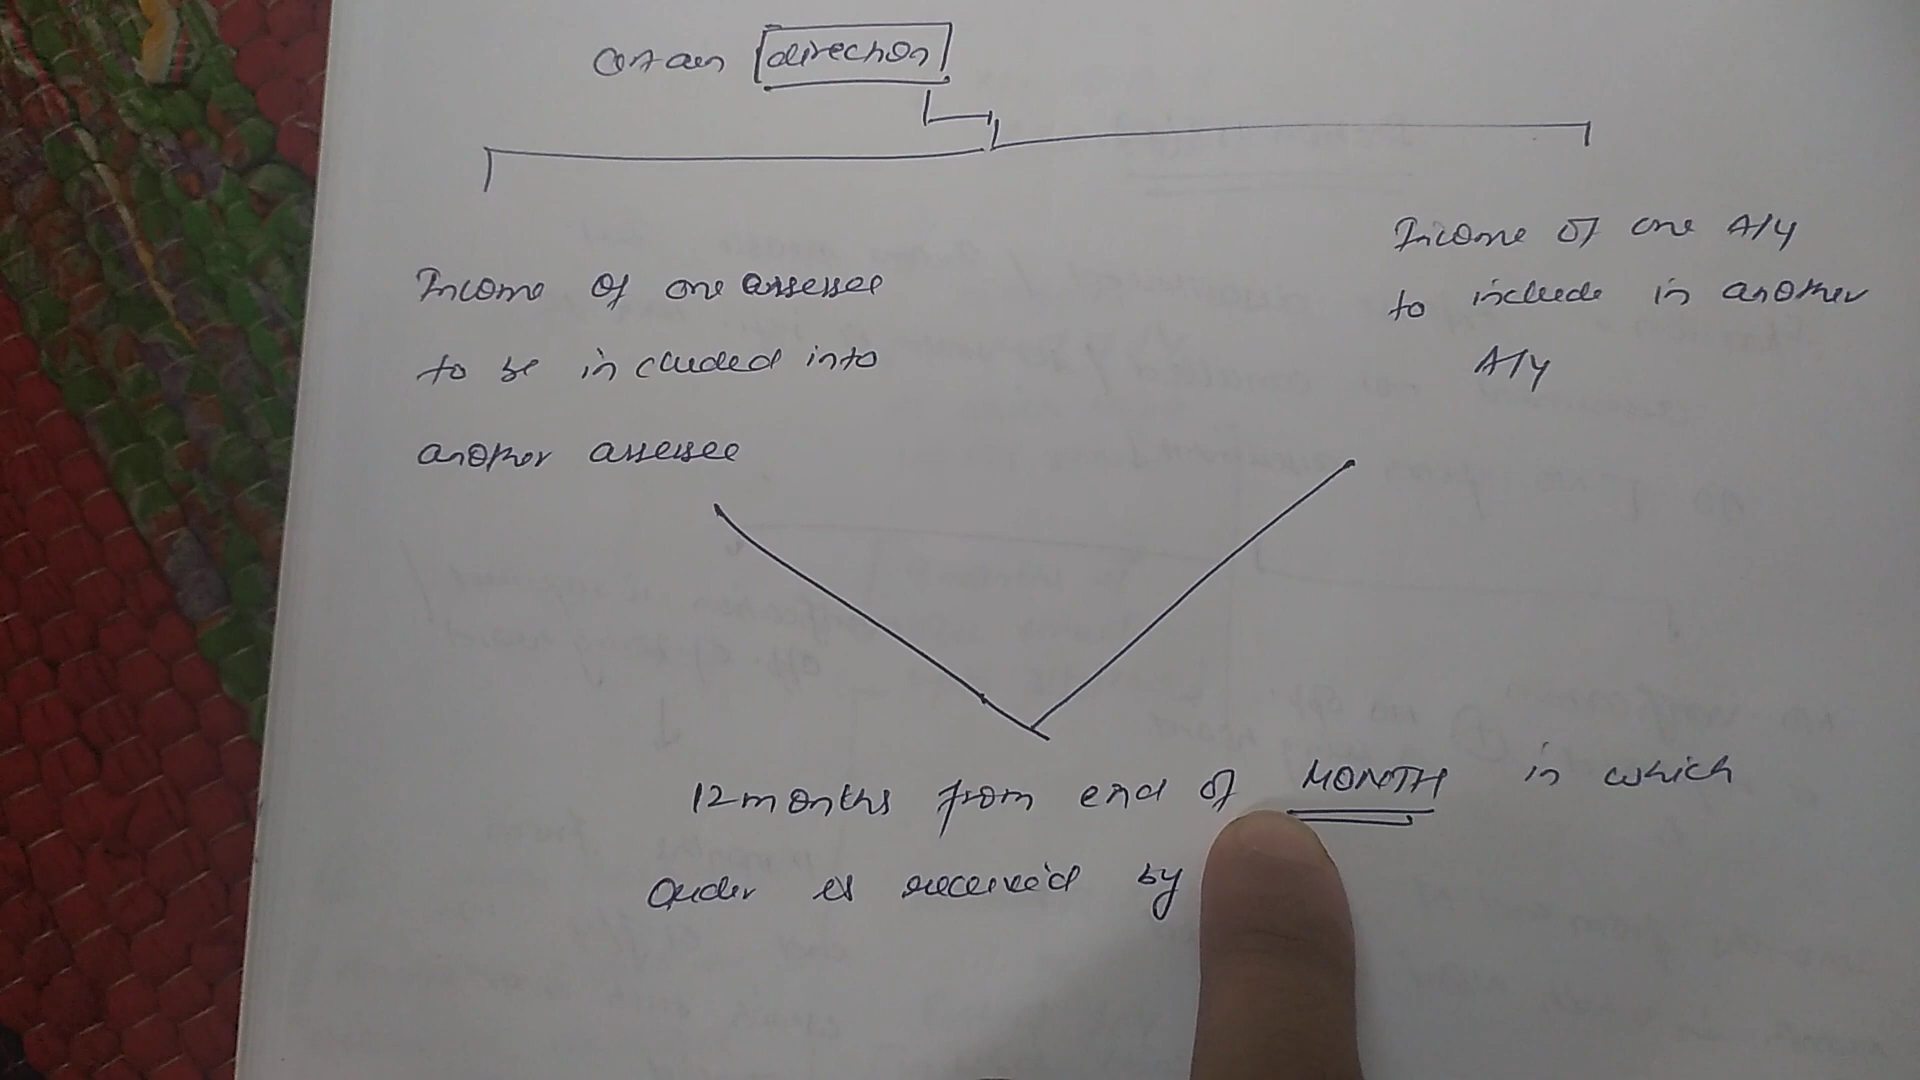 certain direction
Income of one assessee
to be included into
another assessee
Income of one A/y
to include in another
A/y
12 months from end of MONTH in which
order is received by